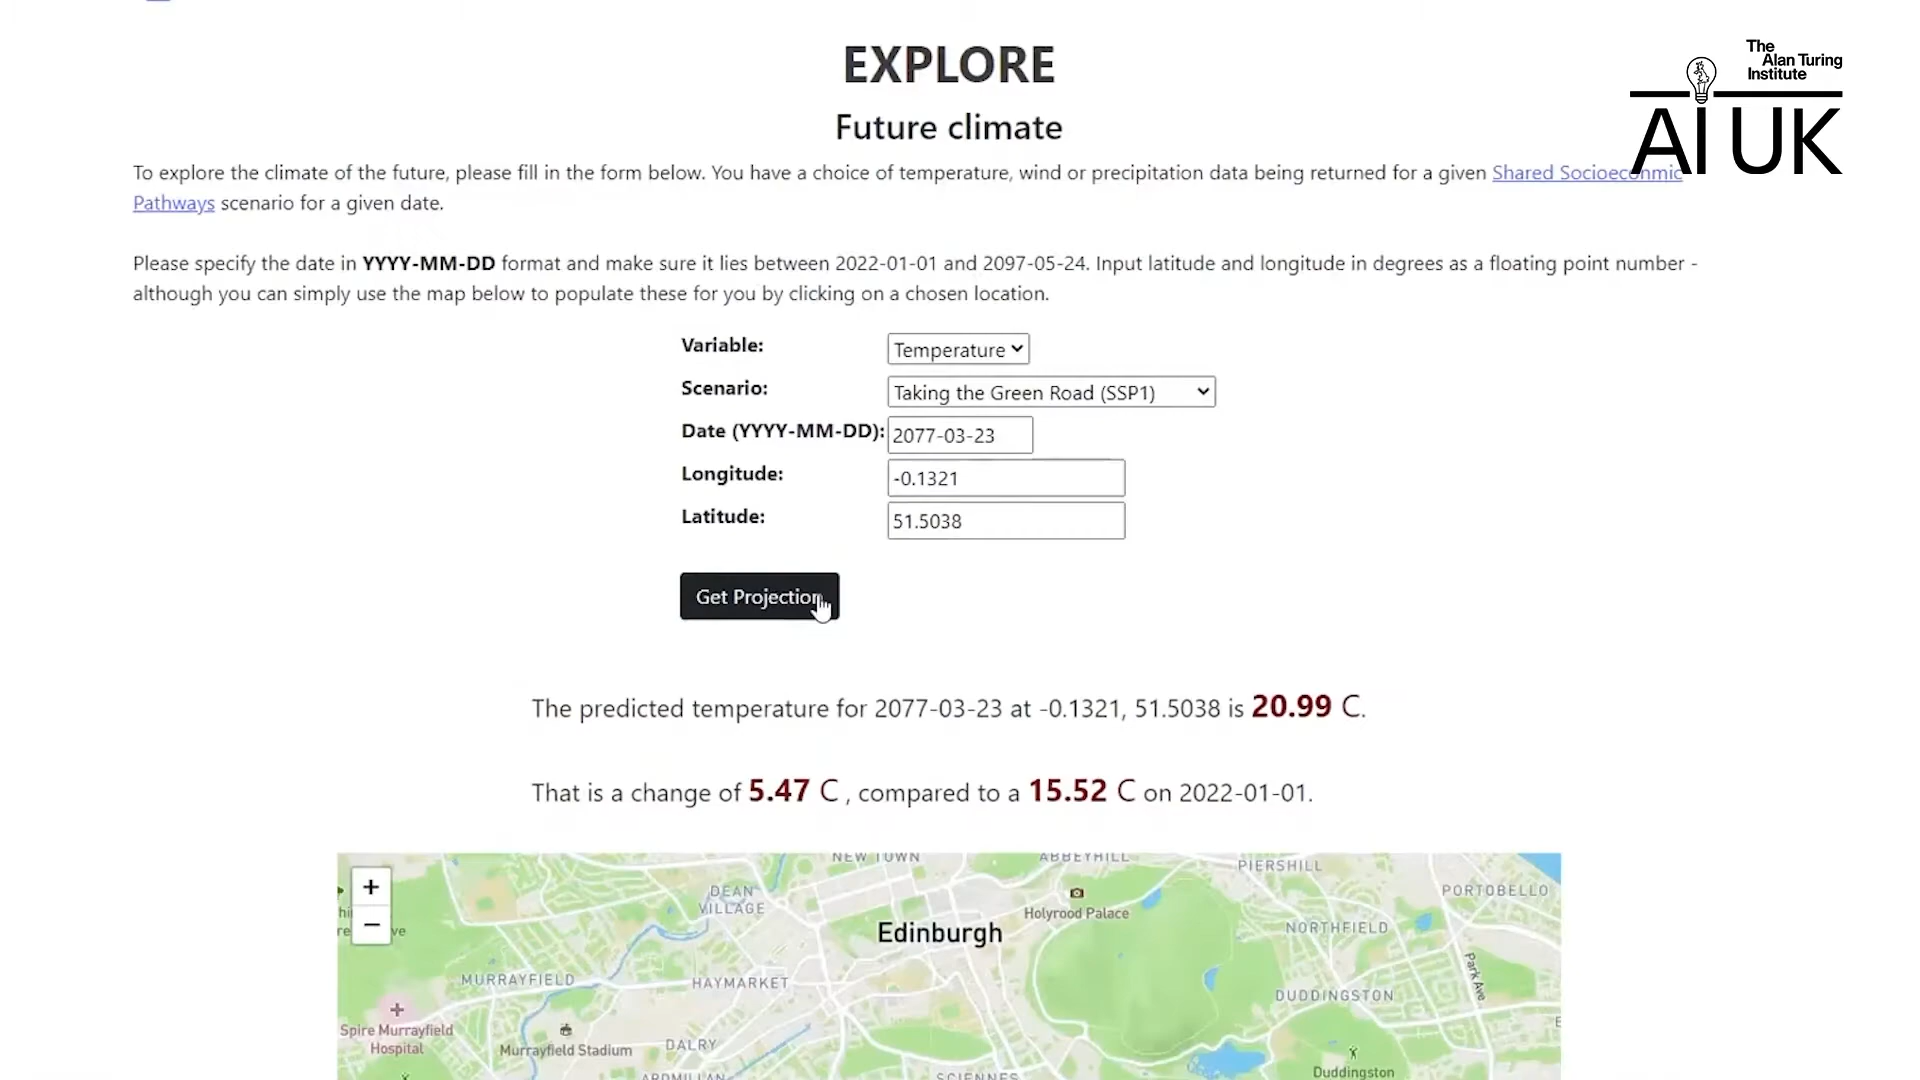 EXPLORE
The
Alan Turing
Institute
AI UK
Future climate
To explore the climate of the future, please fill in the form below. You have a choice of temperature, wind or precipitation data being returned for a given Shared Socioeconmic
Pathways scenario for a given date.
Please specify the date in YYYY-MM-DD format and make sure it lies between 2022-01-01 and 2097-05-24. Input latitude and longitude in degrees as a floating point number -
although you can simply use the map below to populate these for you by clicking on a chosen location.
Variable: Temperature
Scenario: Taking the Green Road (SSP1)
Date (YYYY-MM-DD): 2077-03-23
Longitude: -0.1321
Latitude: 51.5038
Get Projection
The predicted temperature for 2077-03-23 at -0.1321, 51.5038 is 20.99 C.
That is a change of 5.47 C , compared to a 15.52 C on 2022-01-01.
NEW TOWN
ABBEYHILL
PIERSHILL
+
DEAN
VILLAGE
PORTOBELLO
Holyrood Palace
−
Edinburgh
NORTHFIELD
MURRAYFIELD
HAYMARKET
Park Ave
DUDDINGSTON
Spire Murrayfield
Hospital
Murrayfield Stadium
DALRY
Duddingston
SCIENNES